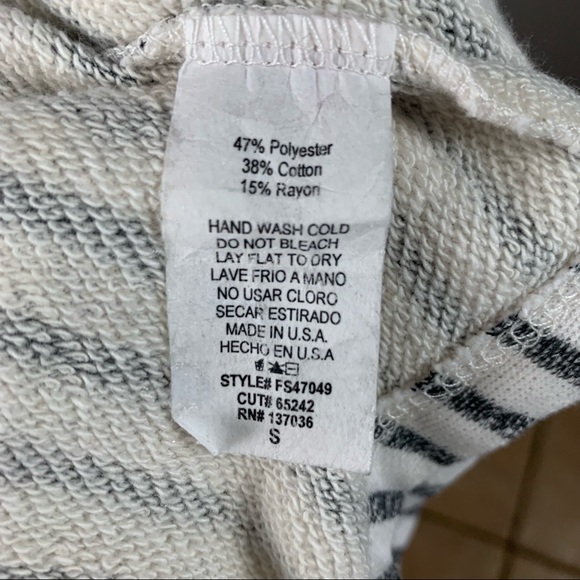 47% Polyester
38% Cotton
15% Rayon
HAND WASH COLD
DO NOT BLEACH
LAY FLAT TO DRY
LAVE FRIO A MANO
NO USAR CLORO
SECAR ESTIRADO
MADE IN U.S.A.
HECHO EN U.S.A
STYLE# FS47049
CUT# 65242
RN# 137036
S